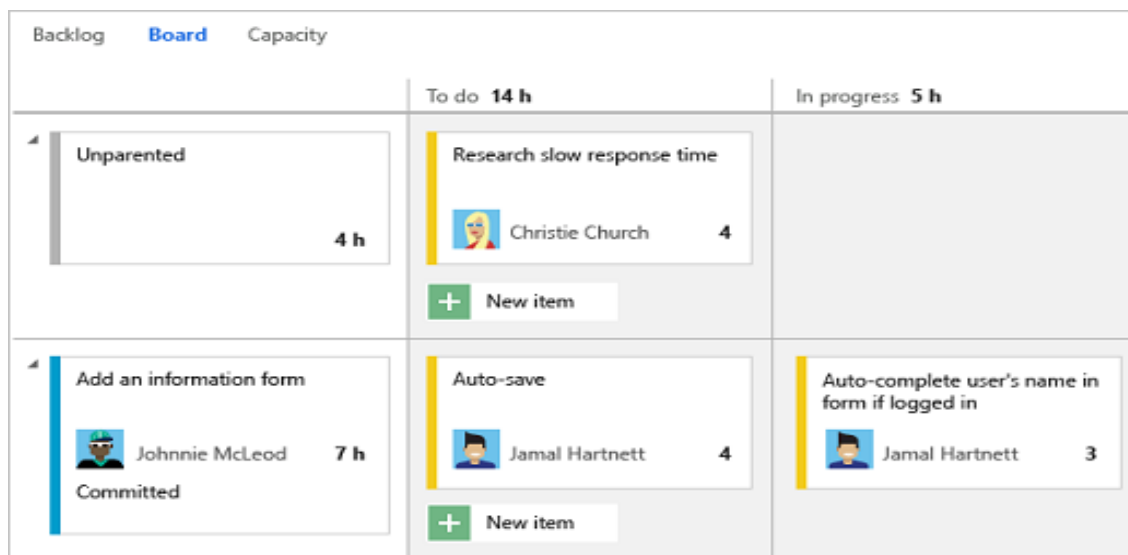 Backlog Board Capacity
To do 14 h In progress 5 h
Unparented
4 h
Research slow response time
Christie Church 4
New item
Add an information form
Johnnie McLeod 7 h
Committed
Auto-save
Jamal Hartnett 4
New item
Auto-complete user's name in
form if logged in
Jamal Hartnett 3